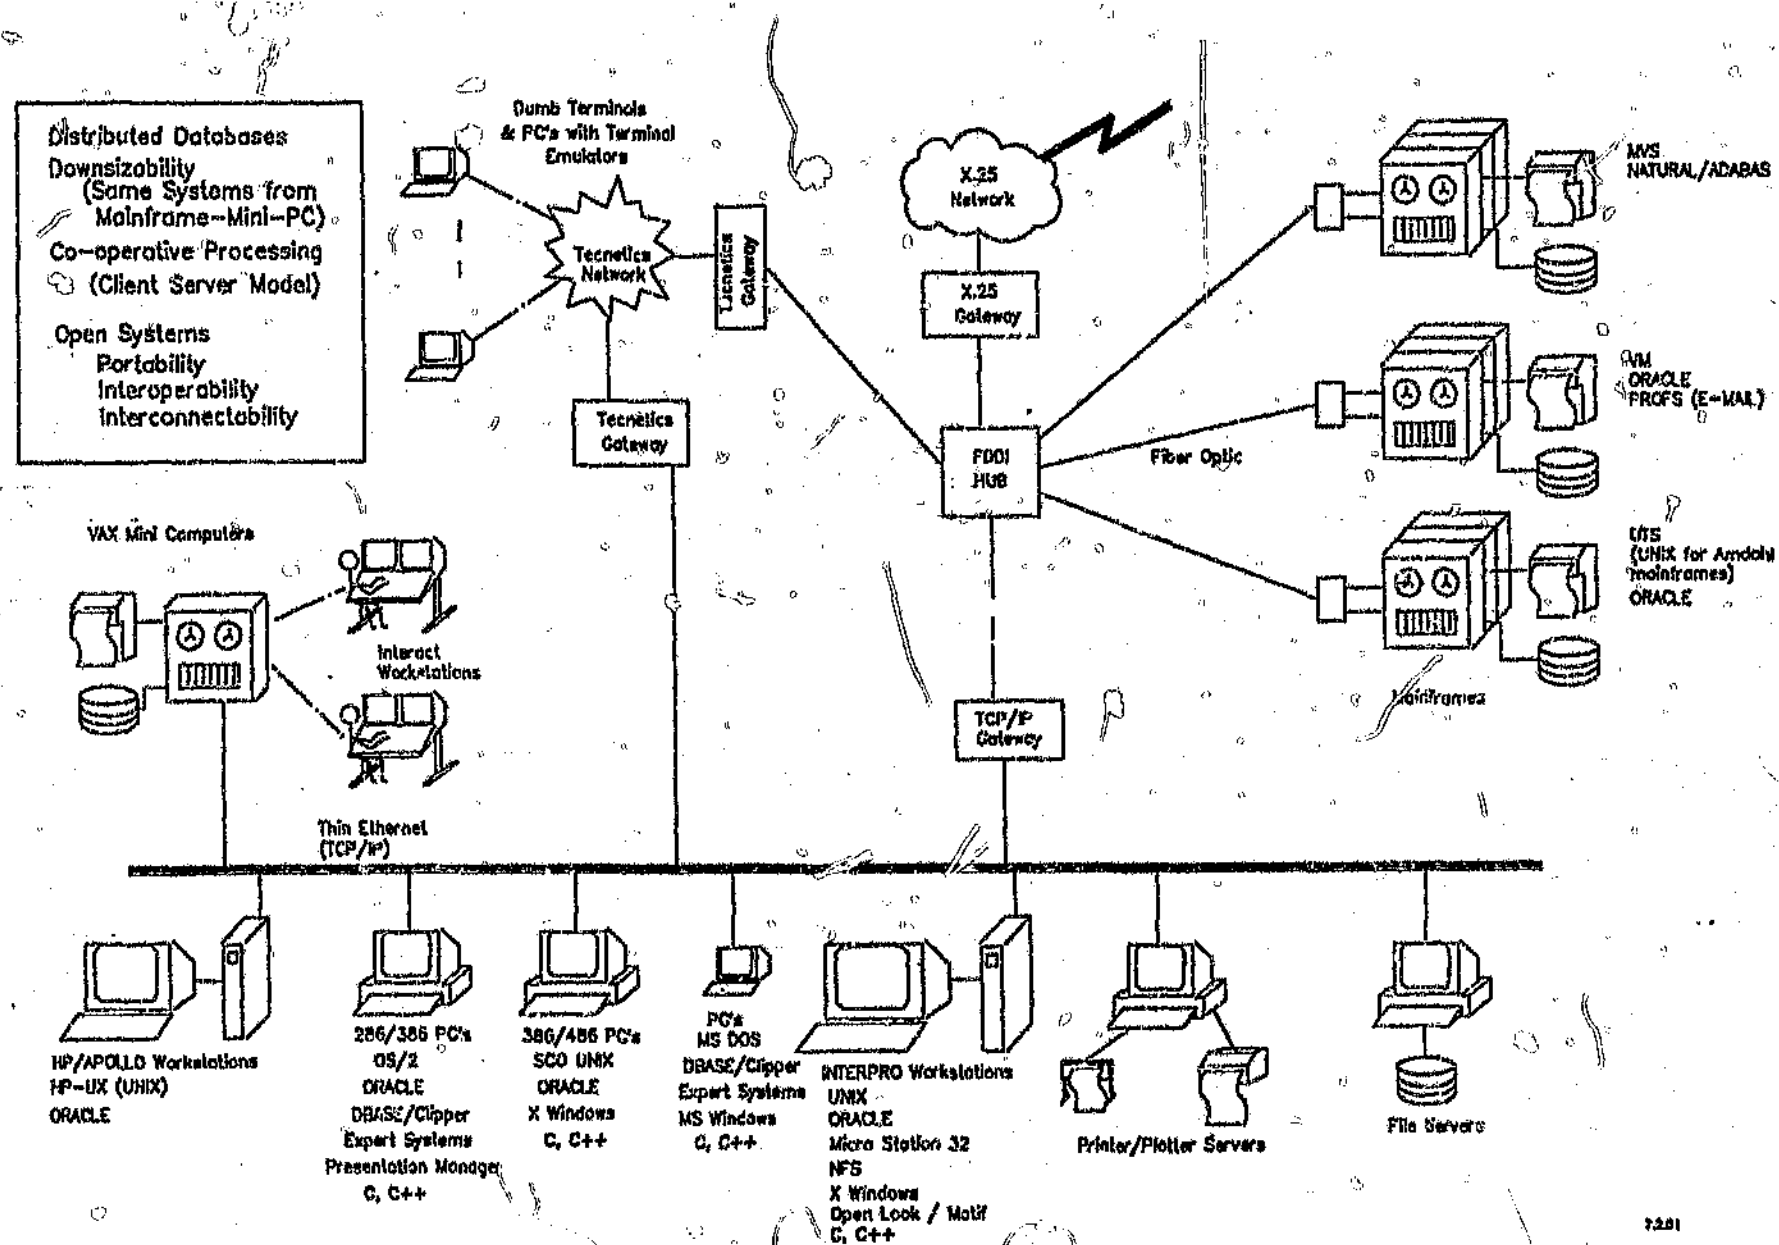 Distributed Databases
Downsizability
(Same Systems from
Mainframe-Mini-PC)
Co-operative Processing
(Client Server Model)
Open Systems
Portability
Interoperability
Interconnectability
Dumb Terminals
& PC's with Terminal
Emulators
Tecnetics
Network
Tecnetics
Gateway
Tecnetics
Gateway
X.25
Network
X.25
Gateway
FDDI
HUB
Fiber Optic
MVS
NATURAL/ADABAS
VM
ORACLE
PROFS (E-MAIL)
UTS
(UNIX for Amdahl
mainframes)
ORACLE
Mainframes
VAX Mini Computers
Interact
Workstations
TCP/IP
Gateway
Thin Ethernet
(TCP/IP)
HP/APOLLO Workstations
HP-UX (UNIX)
ORACLE
286/386 PC's
OS/2
ORACLE
DBASE/Clipper
Expert Systems
Presentation Manager
C, C++
386/486 PC's
SCO UNIX
ORACLE
X Windows
C, C++
PC's
MS DOS
DBASE/Clipper
Expert Systems
MS Windows
C, C++
INTERPRO Workstations
UNIX
ORACLE
Micro Station 32
NFS
X Windows
Open Look / Motif
C, C++
Printer/Plotter Servers
File Servers